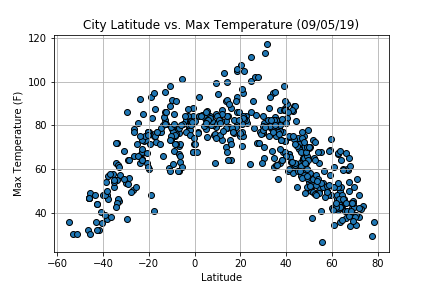 City Latitude vs. Max Temperature (09/05/19)
120
100
80
60
40
Max Temperature (F)
−60 −40 −20 0 20 40 60 80
Latitude